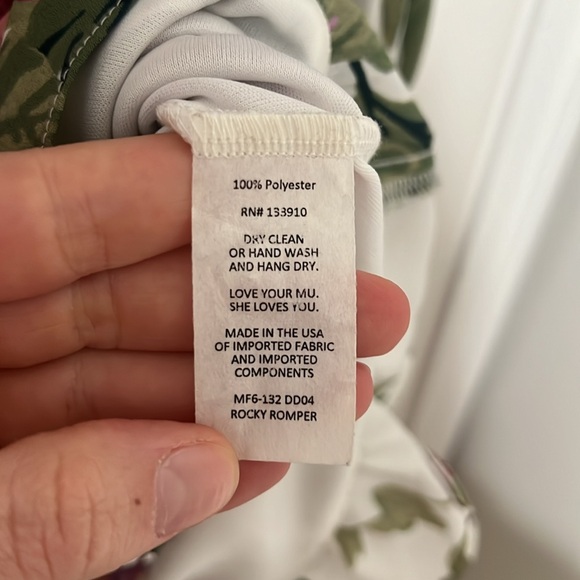 100% Polyester
RN# 133910
DRY CLEAN
OR HAND WASH
AND HANG DRY.
LOVE YOUR MU.
SHE LOVES YOU.
MADE IN THE USA
OF IMPORTED FABRIC
AND IMPORTED
COMPONENTS
MF6-132 DD04
ROCKY ROMPER